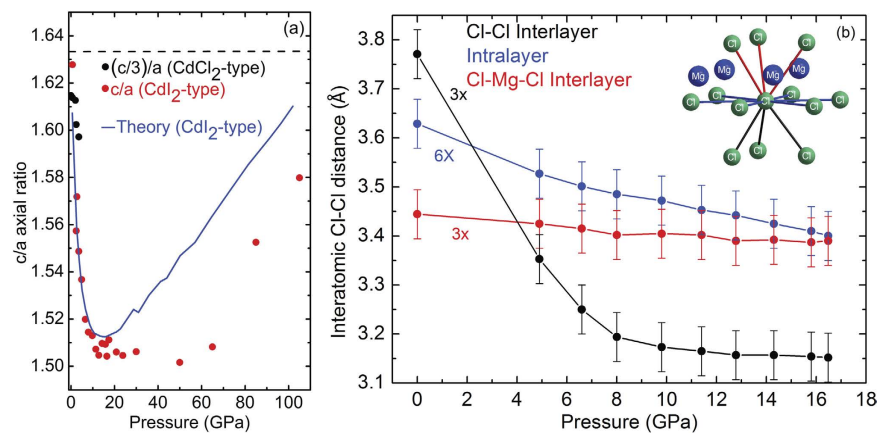 (a)
1.64
1.62
1.60
1.58
1.56
1.54
1.52
1.50
c/a axial ratio
(c/3)/a (CdCl2-type)
c/a (CdI2-type)
Theory (CdI2-type)
0 20 40 60 80 100
Pressure (GPa)
(b)
3.8
3.7
3.6
3.5
3.4
3.3
3.2
3.1
Interatomic Cl-Cl distance (Å)
Cl-Cl Interlayer
Intralayer
Cl-Mg-Cl Interlayer
3x
6X
3x
Cl Cl Cl
Mg Mg Mg Mg
Cl Cl Cl Cl Cl Cl Cl
Cl Cl Cl
0 2 4 6 8 10 12 14 16 18
Pressure (GPa)